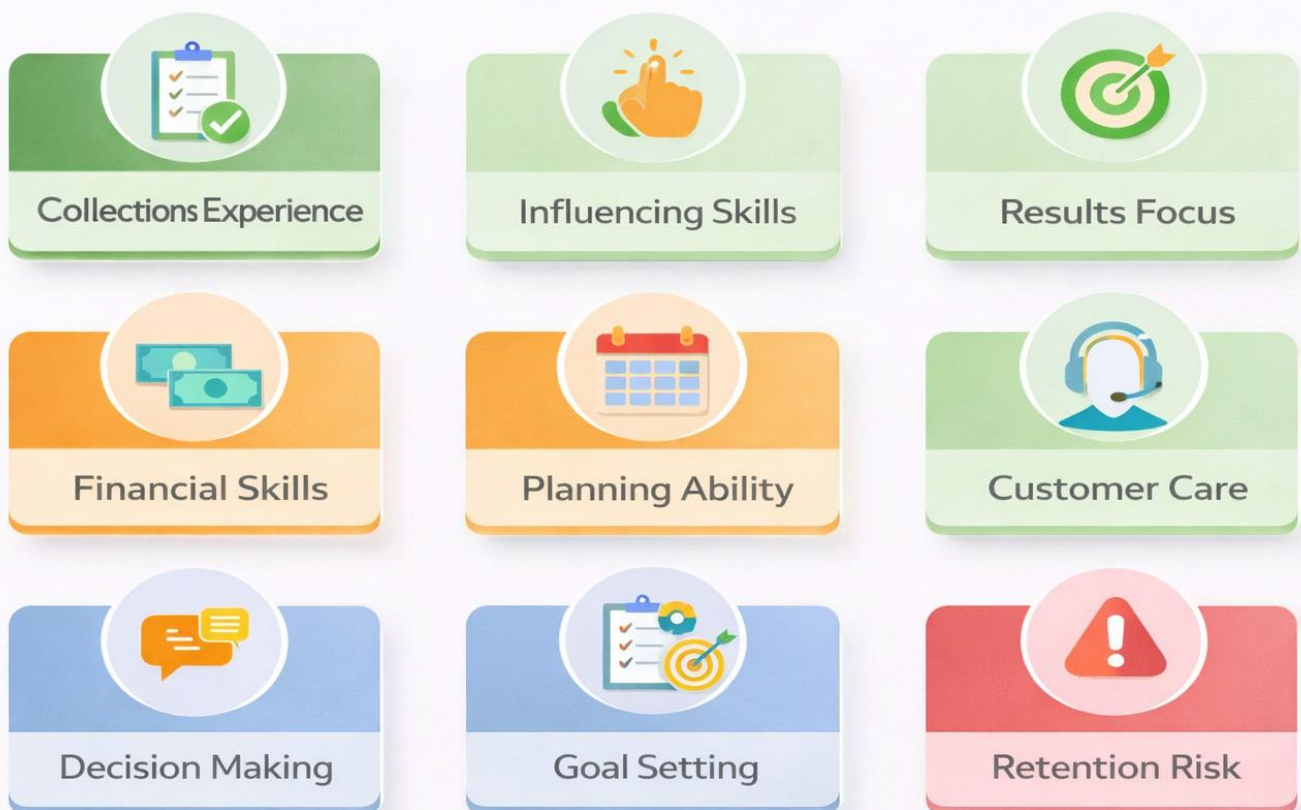 Collections Experience
Influencing Skills
Results Focus
Financial Skills
Planning Ability
Customer Care
Decision Making
Goal Setting
Retention Risk